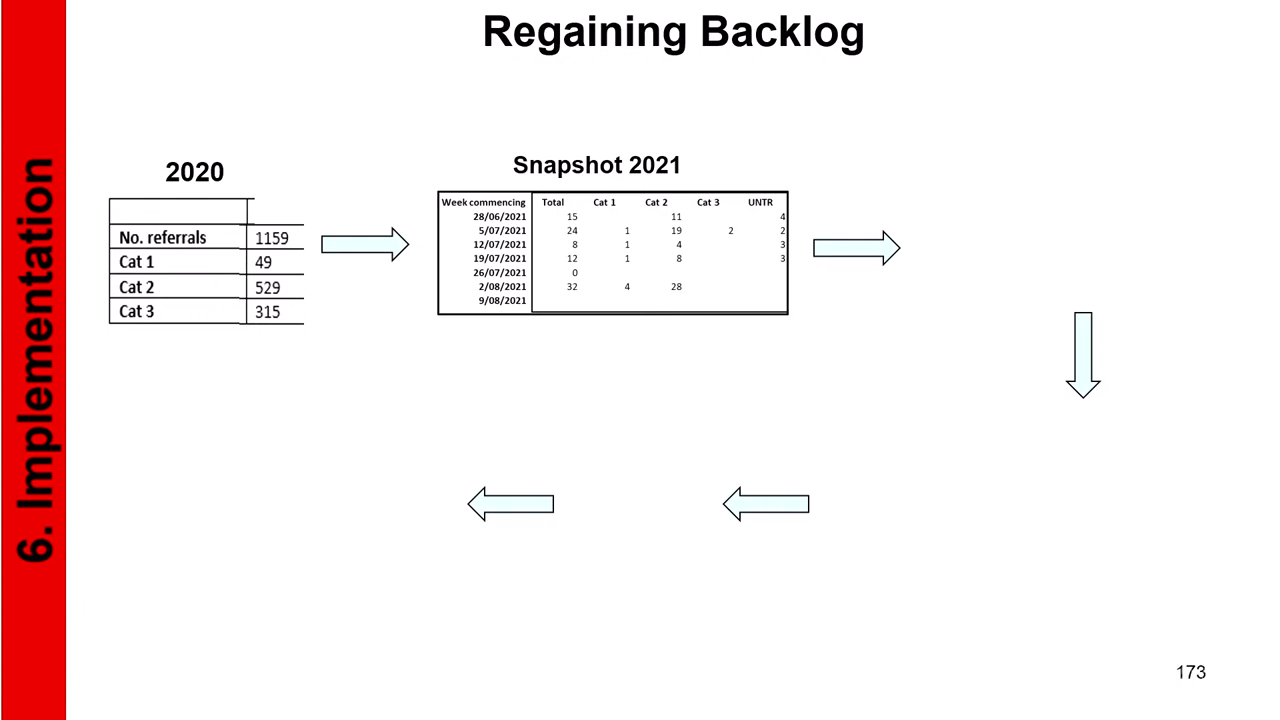 Regaining Backlog
6. Implementation
2020
No. referrals 1159
Cat 1 49
Cat 2 529
Cat 3 315
Snapshot 2021
Week commencing Total Cat 1 Cat 2 Cat 3 UNTR
28/06/2021 15 11 4
5/07/2021 24 1 19 2 2
12/07/2021 8 1 4 3
19/07/2021 12 1 8 3
26/07/2021 0
2/08/2021 32 4 28
9/08/2021
173